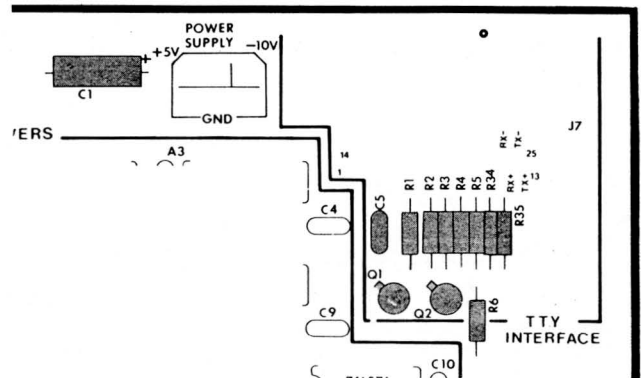 POWER
SUPPLY
+5V
-10V
+
C1
GND
A3
J7
RX-
TX-
25
14
1
R1
R2
R3
R4
R5
R34
RX+
TX+
13
R35
C5
C4
Q1
Q2
R6
C9
TTY
INTERFACE
C10